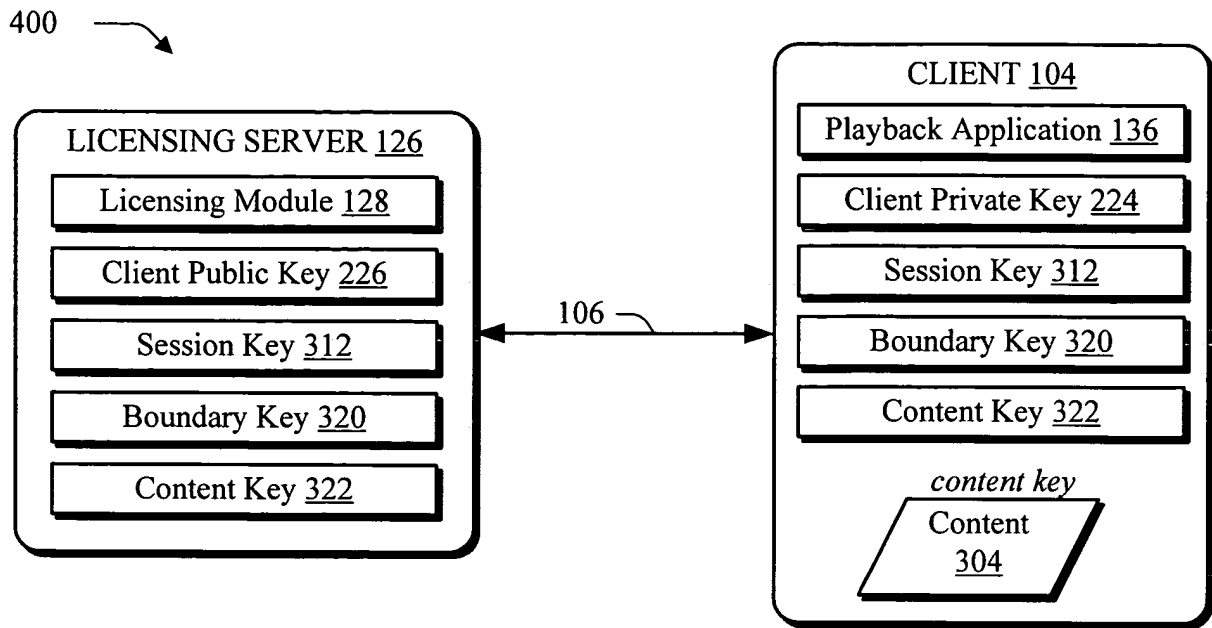 400
LICENSING SERVER 126
Licensing Module 128
Client Public Key 226
Session Key 312
Boundary Key 320
Content Key 322
106
CLIENT 104
Playback Application 136
Client Private Key 224
Session Key 312
Boundary Key 320
Content Key 322
content key
Content
304